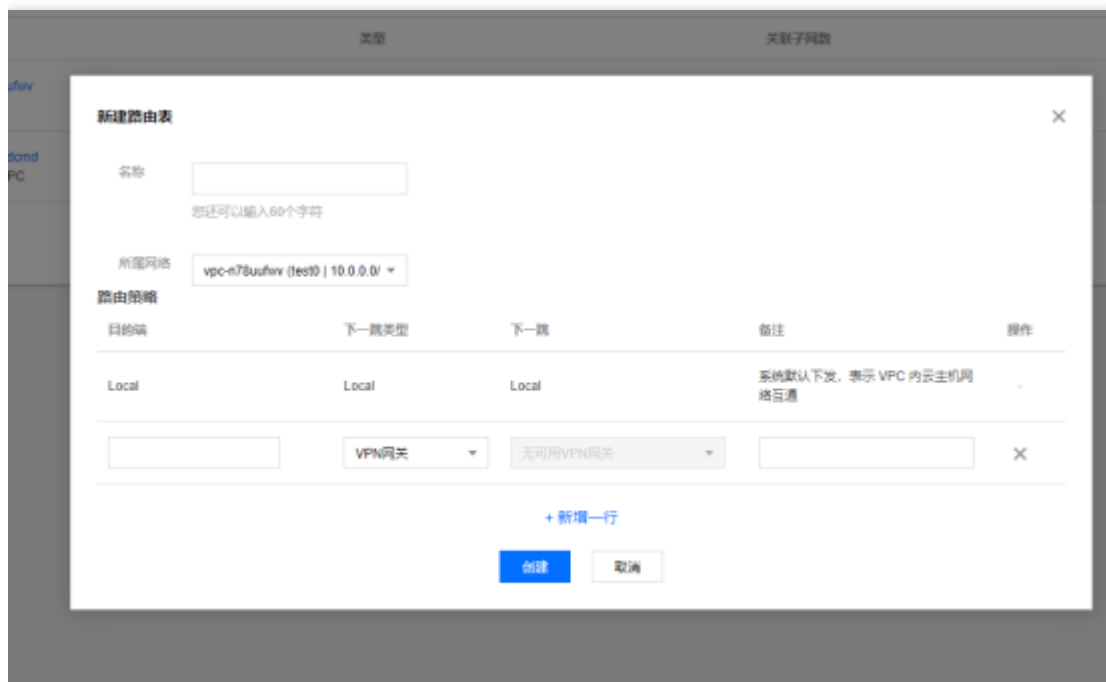 类型 关联子网数
ufwv
dcmd
PC
新建路由表
名称
您还可以输入60个字符
所属网络 vpc-n78uufwv (test0 | 10.0.0.0/
路由策略
目的端 下一跳类型 下一跳 备注 操作
Local Local Local 系统默认下发，表示 VPC 内云主机网
络互通 -
VPN网关 无可用VPN网关
+ 新增一行
创建 取消